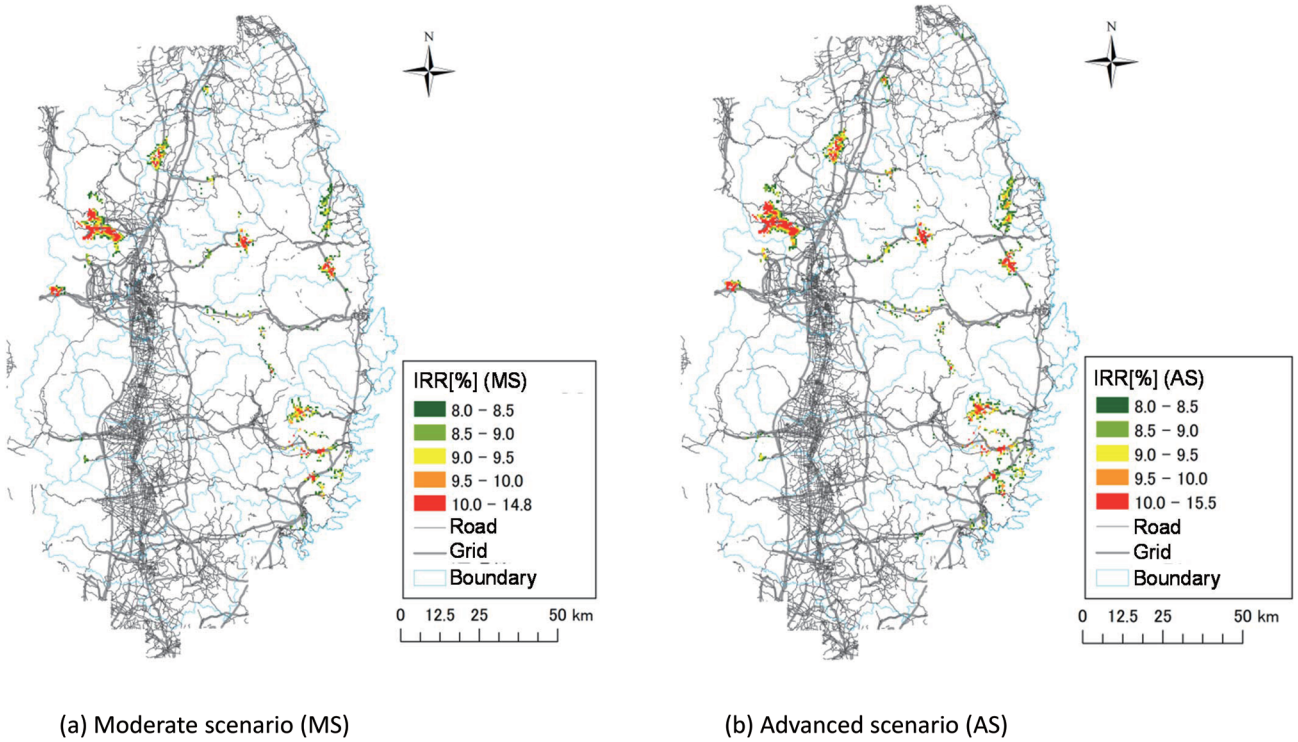 N
IRR[%] (MS)
8.0 – 8.5
8.5 – 9.0
9.0 – 9.5
9.5 – 10.0
10.0 – 14.8
Road
Grid
Boundary
0 12.5 25 50 km
(a) Moderate scenario (MS)
N
IRR[%] (AS)
8.0 – 8.5
8.5 – 9.0
9.0 – 9.5
9.5 – 10.0
10.0 – 15.5
Road
Grid
Boundary
0 12.5 25 50 km
(b) Advanced scenario (AS)